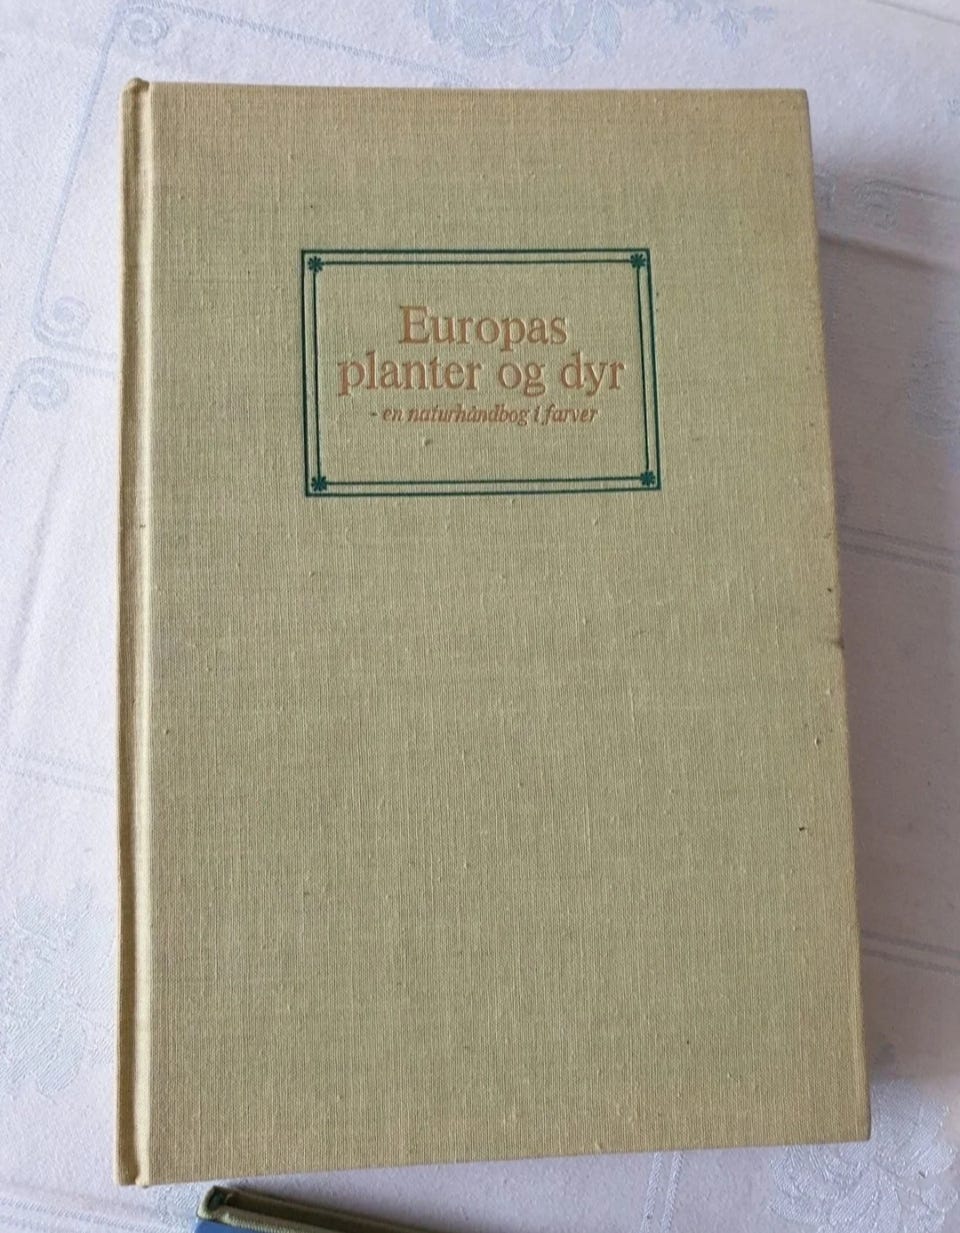 Europas
planter og dyr
- en naturhåndbog i farver